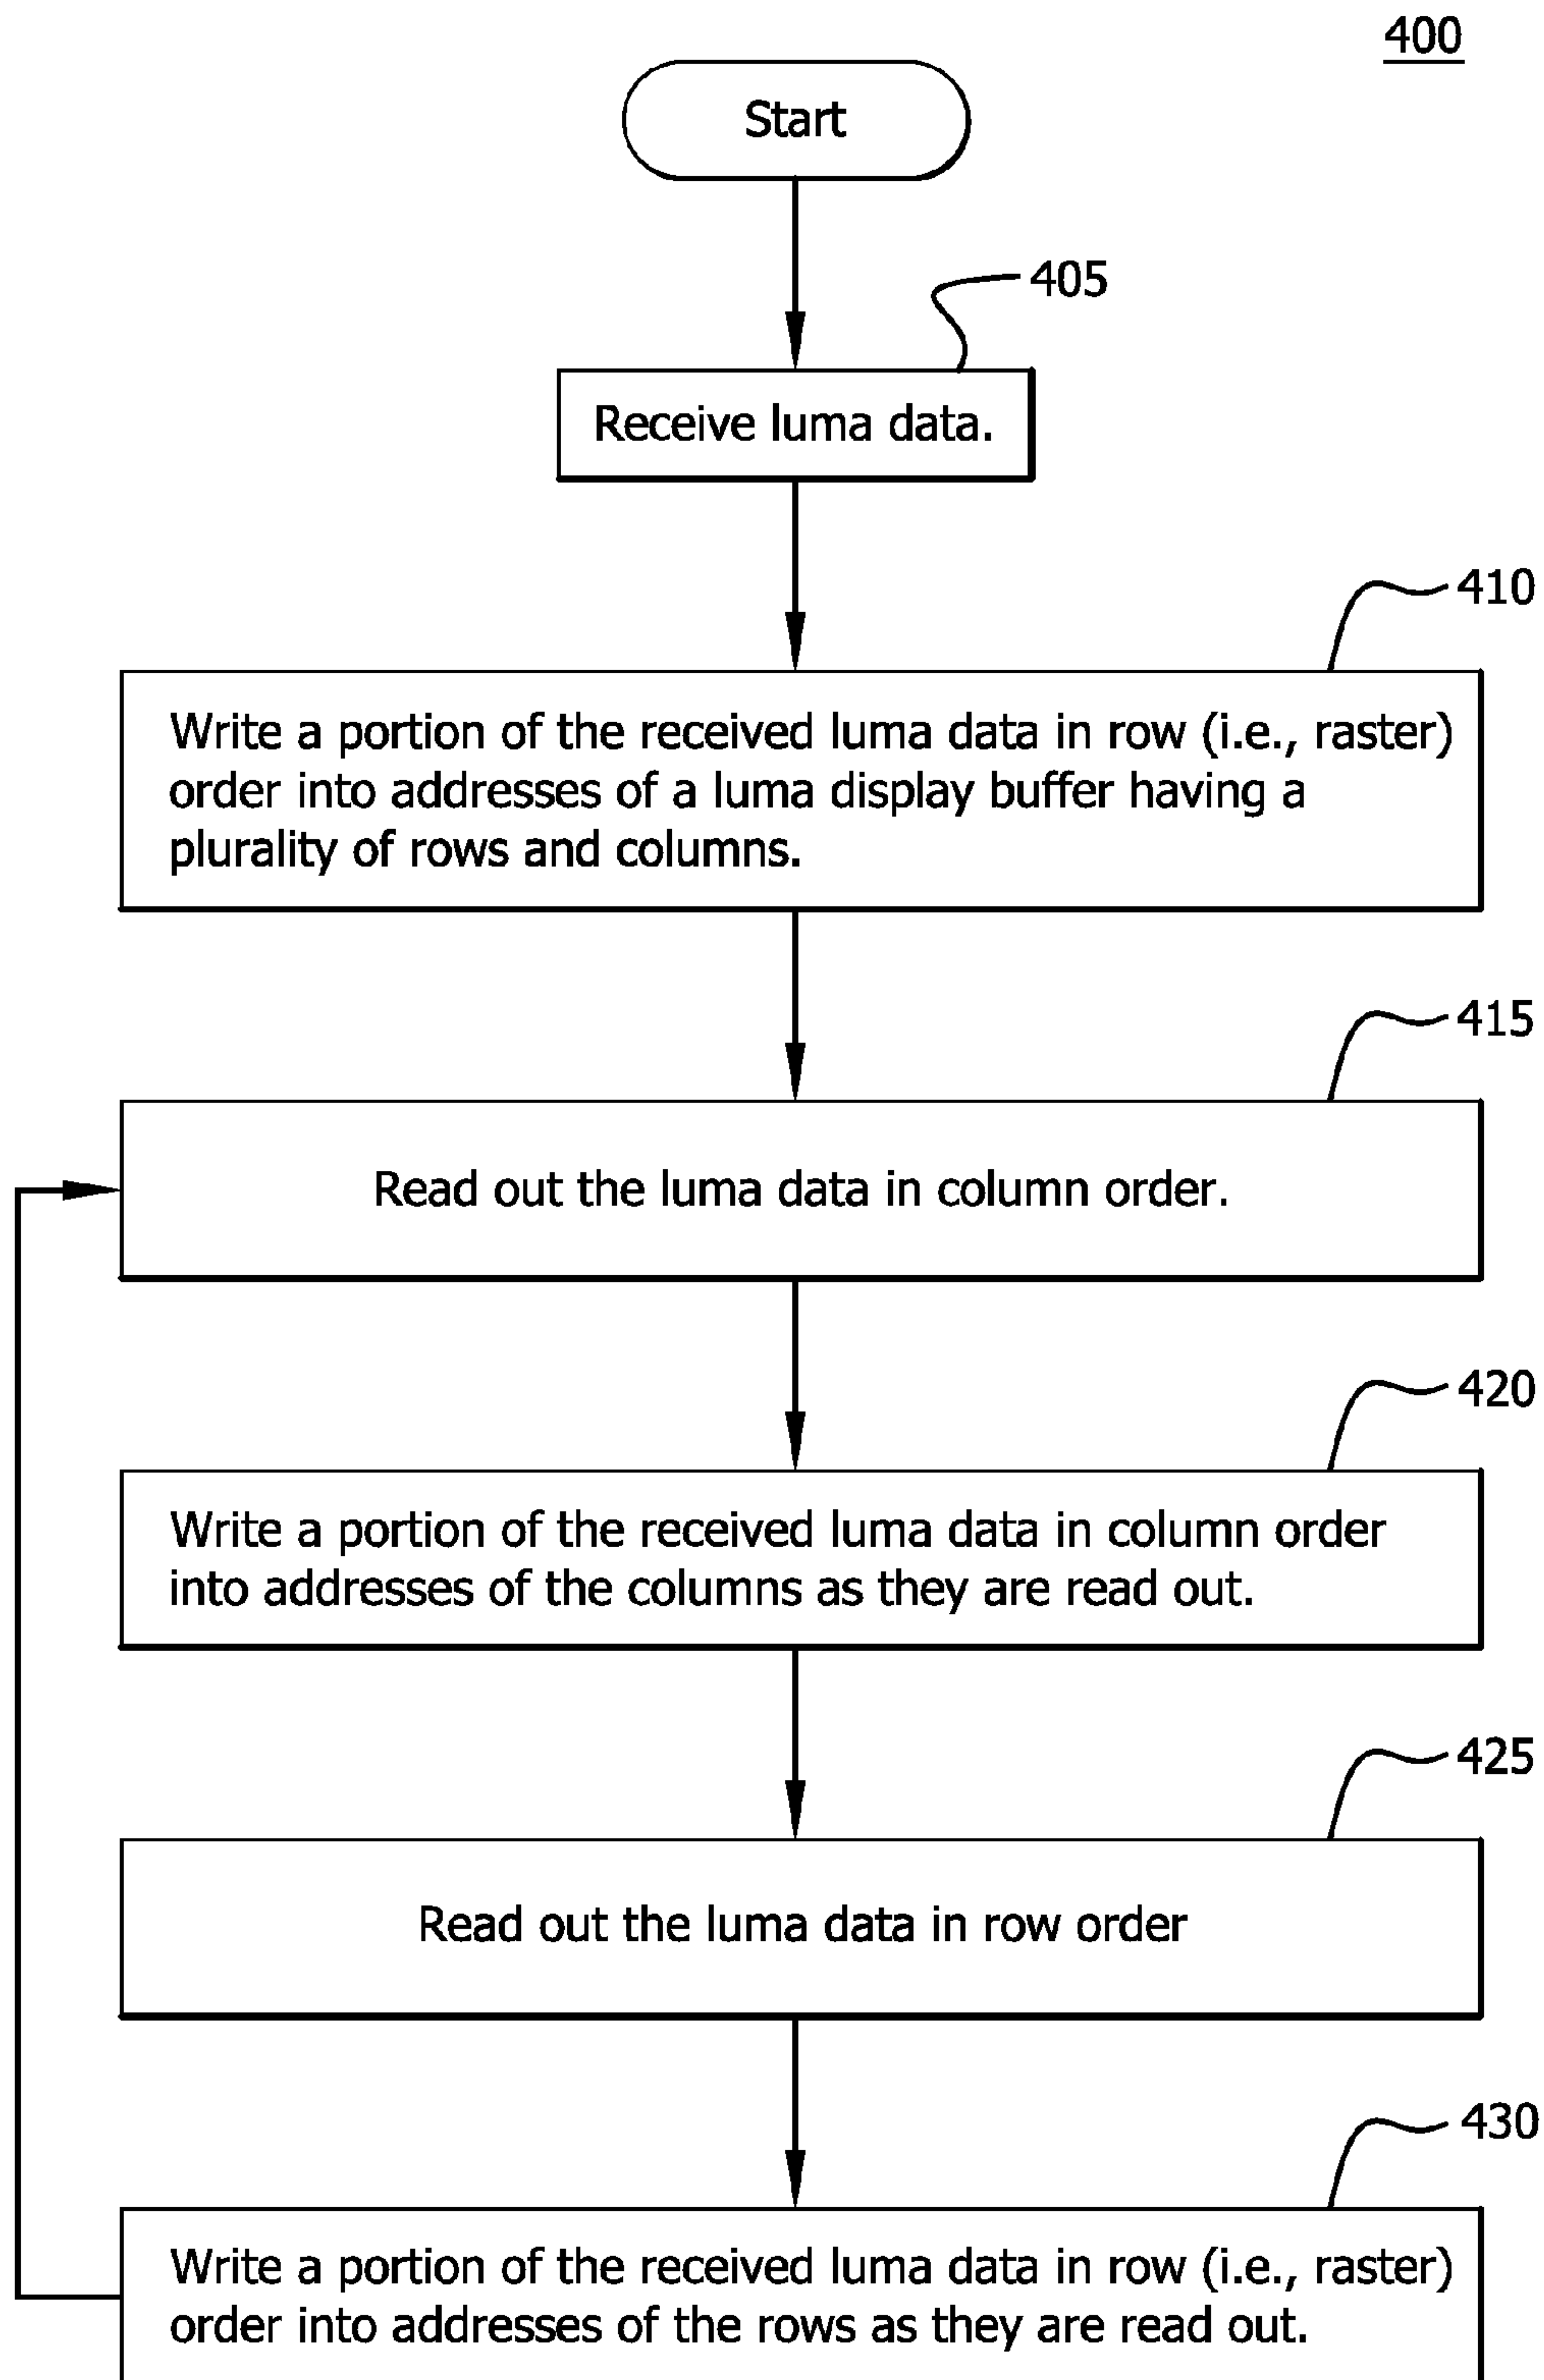 400
Start
405
Receive luma data.
410
Write a portion of the received luma data in row (i.e., raster)
order into addresses of a luma display buffer having a
plurality of rows and columns.
415
Read out the luma data in column order.
420
Write a portion of the received luma data in column order
into addresses of the columns as they are read out.
425
Read out the luma data in row order
430
Write a portion of the received luma data in row (i.e., raster)
order into addresses of the rows as they are read out.